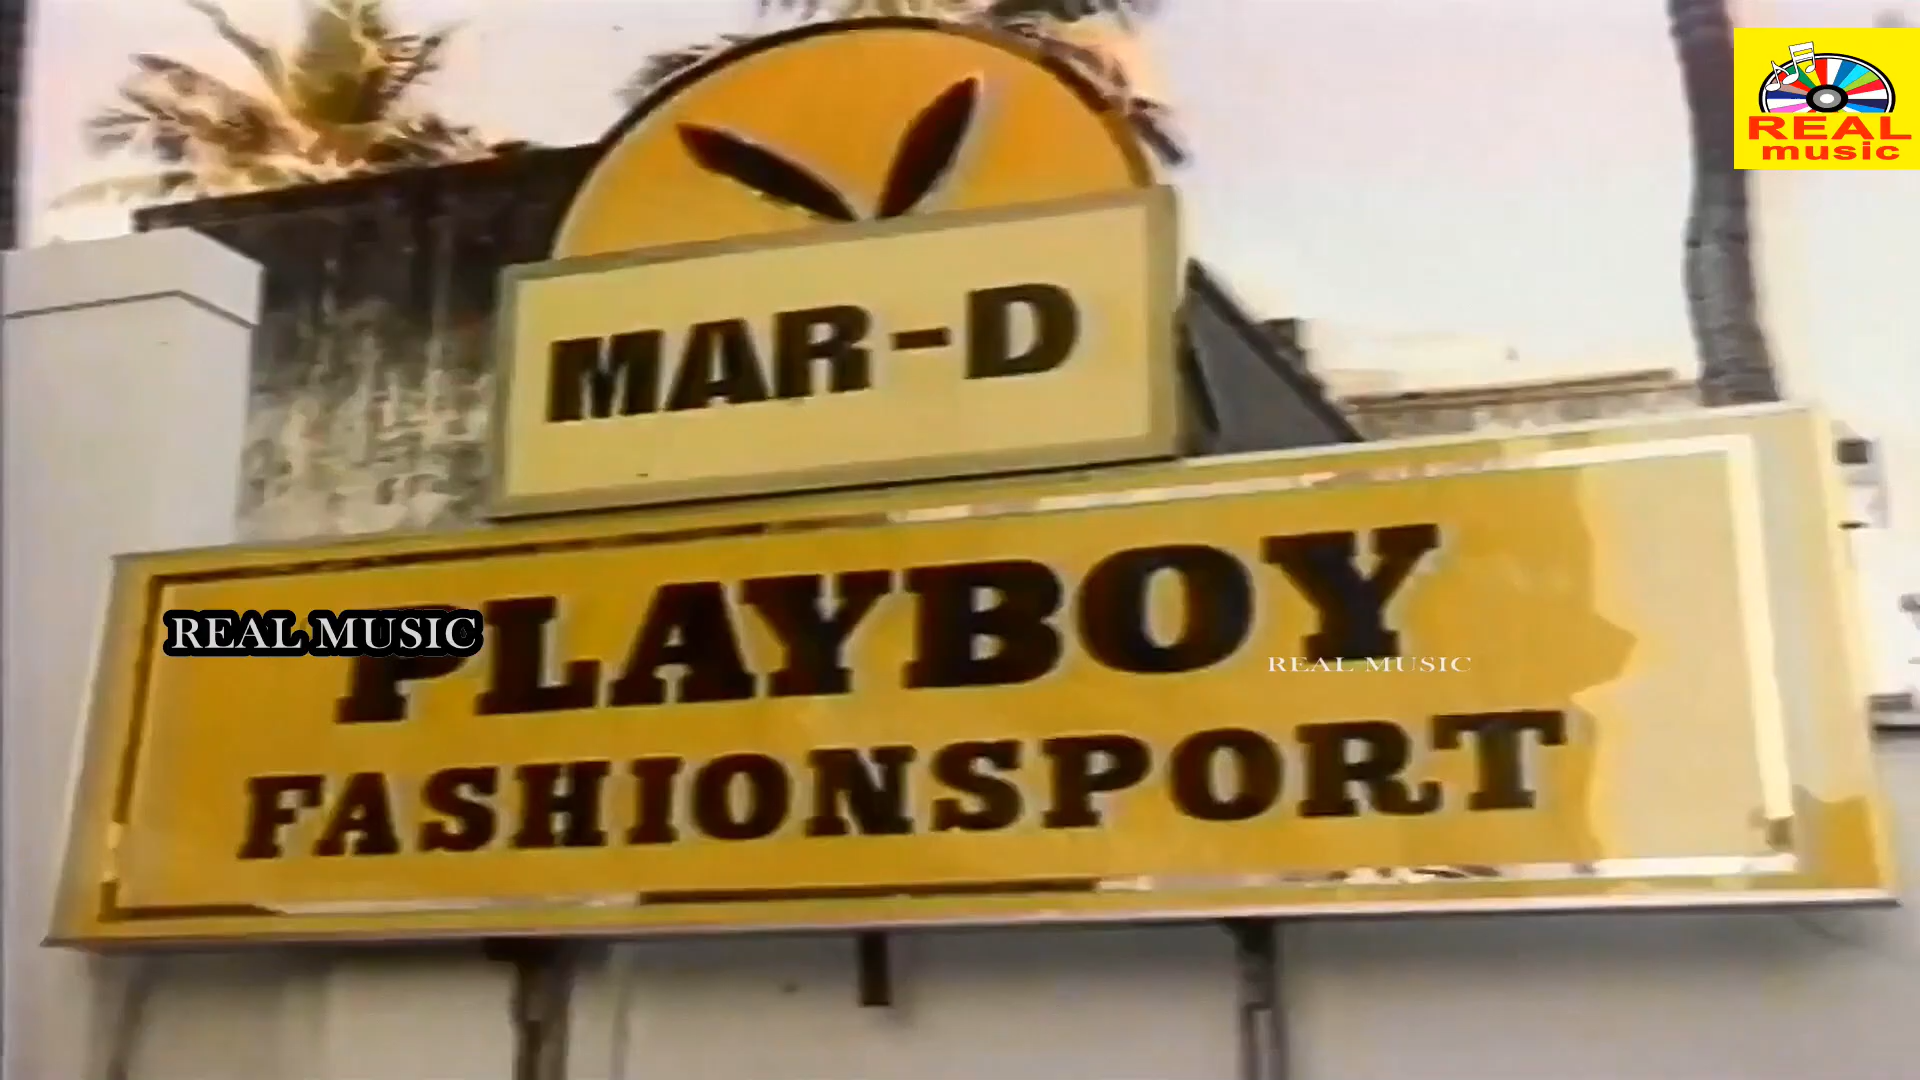 REAL
music
MAR-D
PLAYBOY
REAL MUSIC
REAL MUSIC
FASHIONSPORT